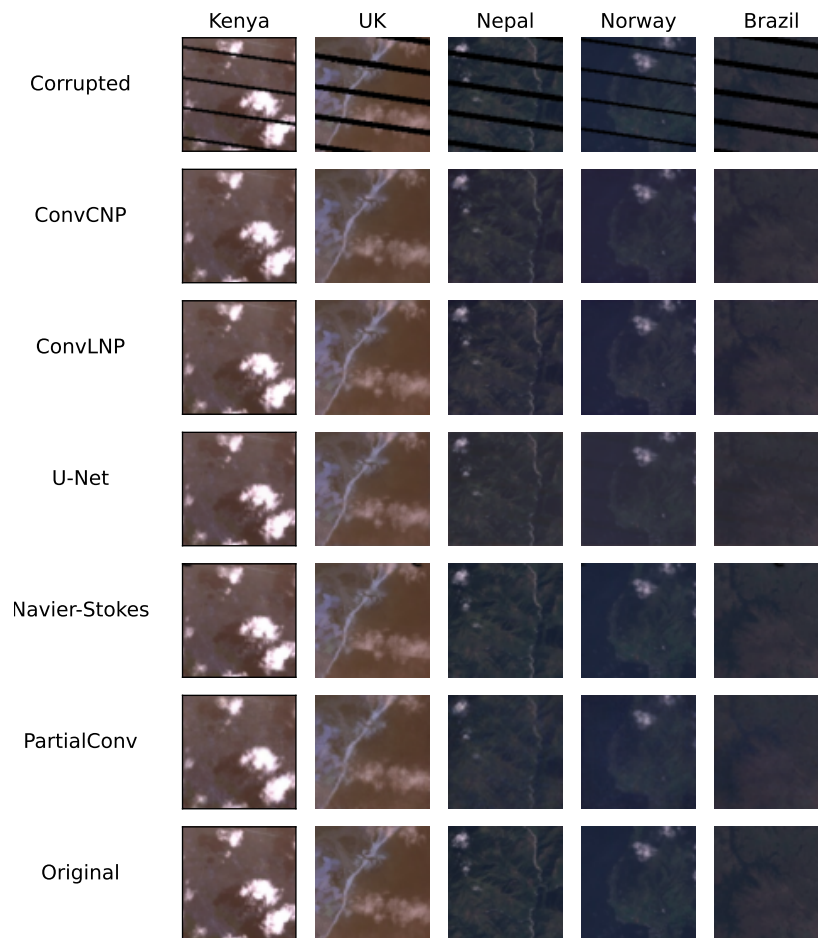 Kenya UK Nepal Norway Brazil
Corrupted
ConvCNP
ConvLNP
U-Net
Navier-Stokes
PartialConv
Original